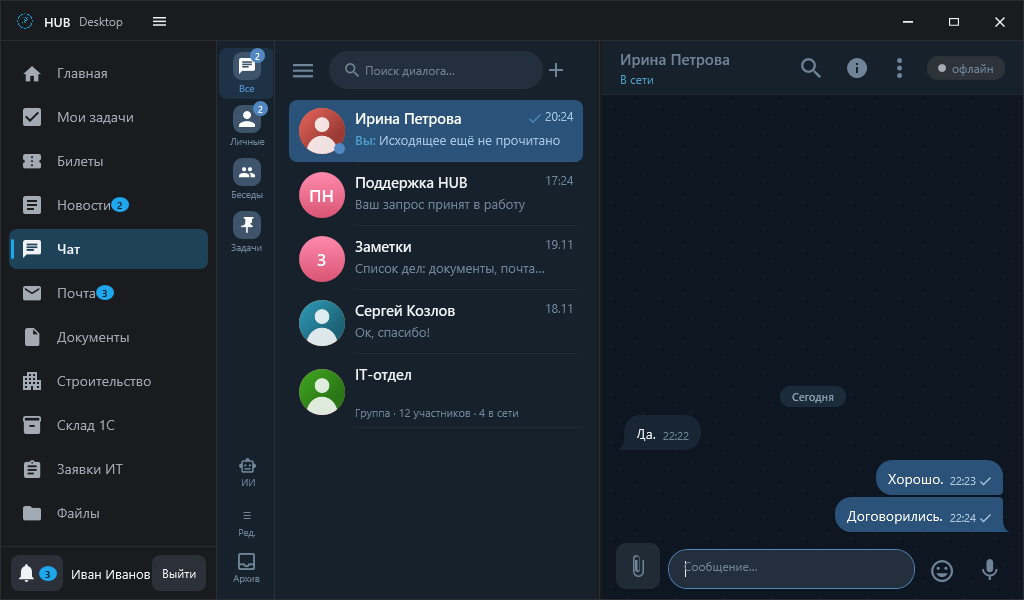 HUB Desktop
Главная
Мои задачи
Билеты
Новости 2
Чат
Почта 3
Документы
Строительство
Склад 1С
Заявки ИТ
Файлы
3 Иван Иванов Выйти
2
Все
2
Личные
Беседы
Задачи
ИИ
Ред.
Архив
Поиск диалога...
Ирина Петрова 20:24
Вы: Исходящее ещё не прочитано
ПН Поддержка HUB 17:24
Ваш запрос принят в работу
З Заметки 19.11
Список дел: документы, почта...
Сергей Козлов 18.11
Ок, спасибо!
IT-отдел
Группа · 12 участников · 4 в сети
Ирина Петрова
В сети
офлайн
Сегодня
Да. 22:22
Хорошо. 22:23
Договорились. 22:24
Сообщение...